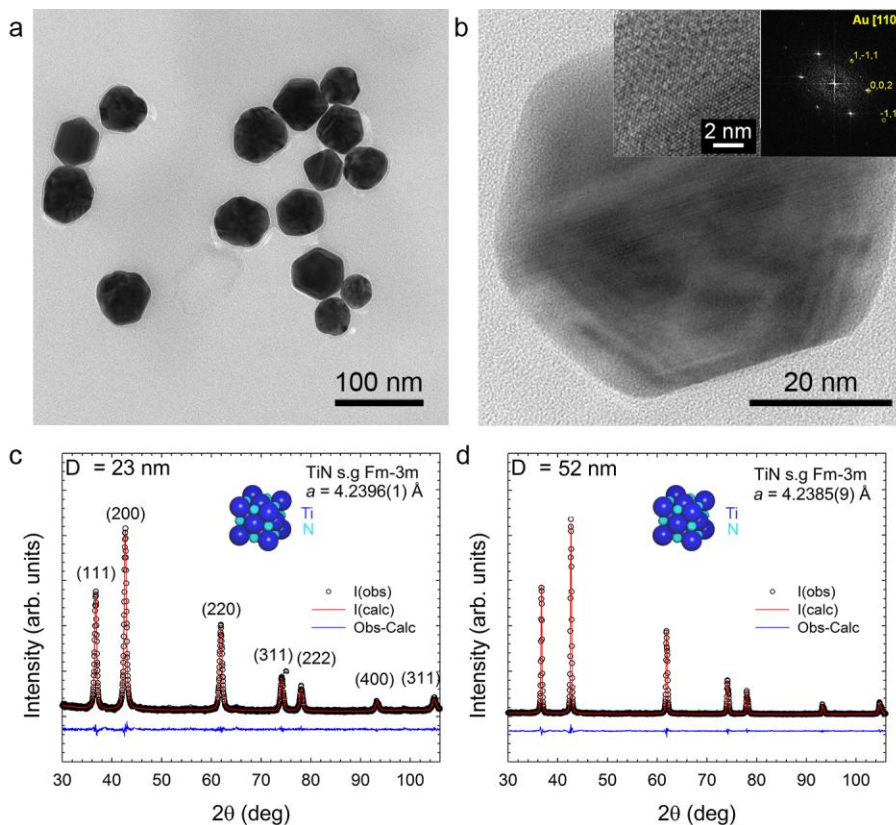 a
100 nm
b
Au [110
1,-1,1
0,0,2
-1,1
2 nm
20 nm
c
D = 23 nm
TiN s.g Fm-3m
a = 4.2396(1) Å
Ti
N
(111)
(200)
(220)
(311)
(222)
(400)
(311)
I(obs)
I(calc)
Obs-Calc
Intensity (arb. units)
30 40 50 60 70 80 90 100
2θ (deg)
d
D = 52 nm
TiN s.g Fm-3m
a = 4.2385(9) Å
Ti
N
I(obs)
I(calc)
Obs-Calc
Intensity (arb. units)
30 40 50 60 70 80 90 100
2θ (deg)